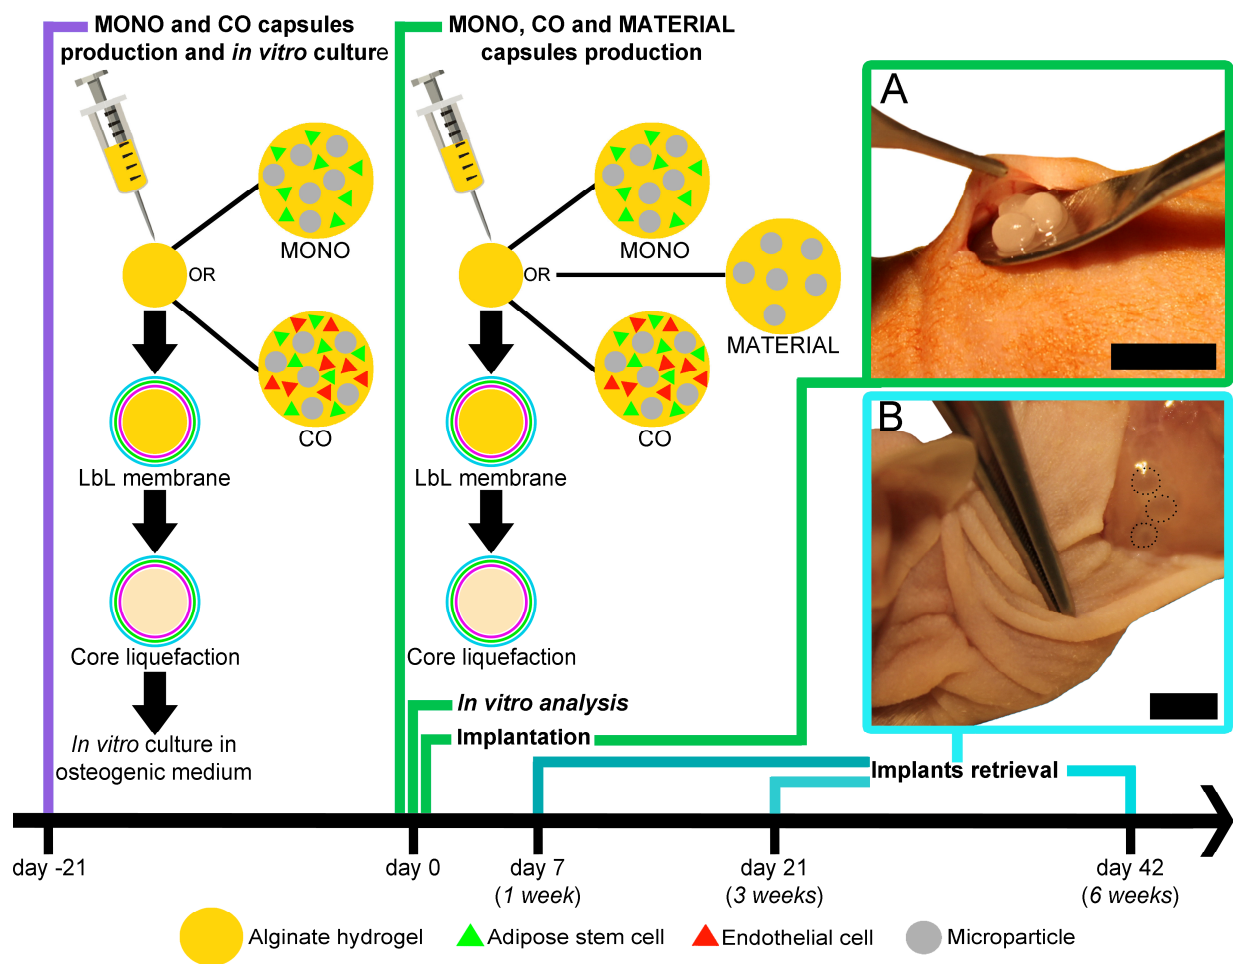 MONO and CO capsules
production and in vitro culture
MONO, CO and MATERIAL
capsules production
A
MONO
OR
CO
LbL membrane
Core liquefaction
In vitro culture in
osteogenic medium
MONO
OR
MATERIAL
CO
LbL membrane
Core liquefaction
B
In vitro analysis
Implantation
Implants retrieval
day -21
day 0
day 7
(1 week)
day 21
(3 weeks)
day 42
(6 weeks)
Alginate hydrogel
Adipose stem cell
Endothelial cell
Microparticle